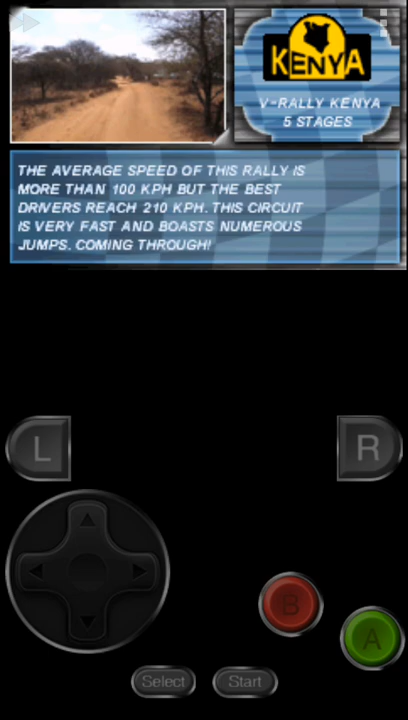 KENYA
V-RALLY KENYA
5 STAGES
THE AVERAGE SPEED OF THIS RALLY IS
MORE THAN 100 KPH BUT THE BEST
DRIVERS REACH 210 KPH. THIS CIRCUIT
IS VERY FAST AND BOASTS NUMEROUS
JUMPS. COMING THROUGH!
L
R
B
A
Select
Start